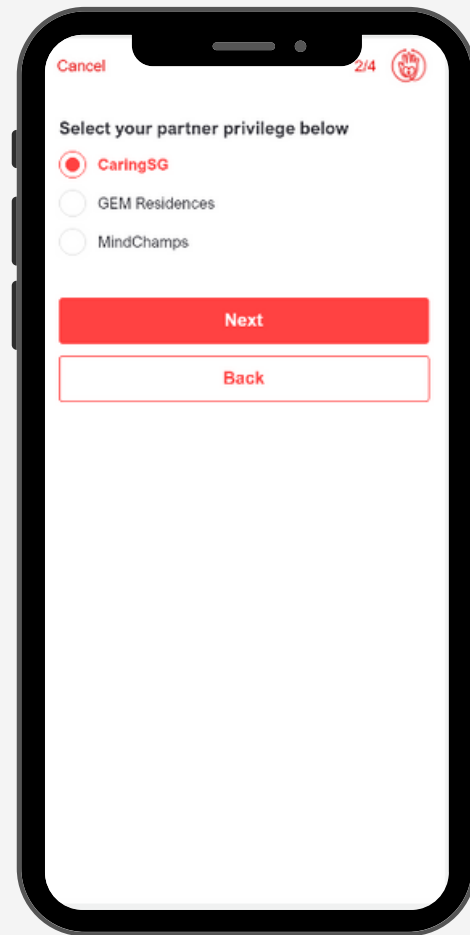 Cancel
2/4
Select your partner privilege below
CaringSG
GEM Residences
MindChamps
Next
Back